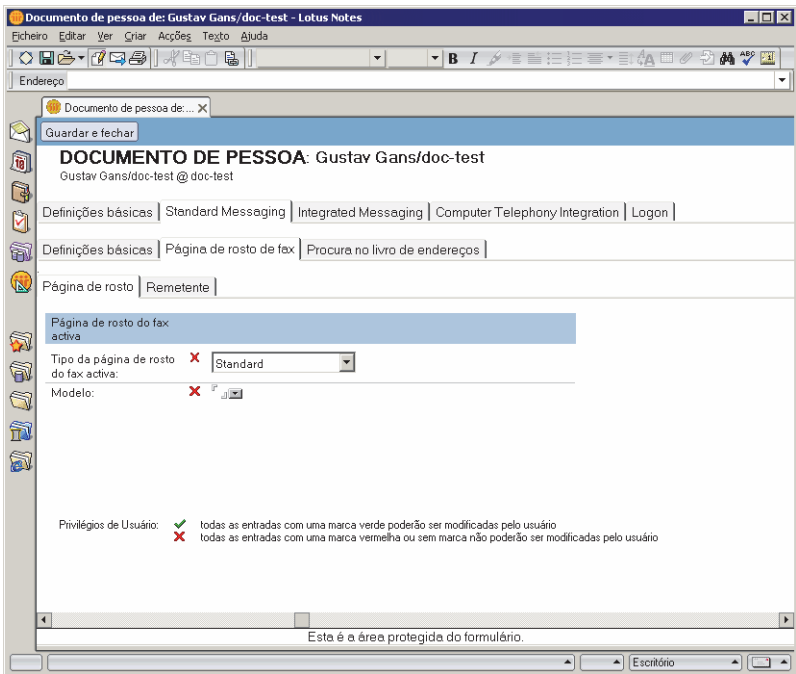 Documento de pessoa de: Gustav Gans/doc-test - Lotus Notes
Ficheiro Editar Ver Criar Acções Texto Ajuda
B I
ABC
Endereço
Documento de pessoa de:...
Guardar e fechar
DOCUMENTO DE PESSOA: Gustav Gans/doc-test
Gustav Gans/doc-test @ doc-test
18
Definições básicas Standard Messaging Integrated Messaging Computer Telephony Integration Logon
Definições básicas Página de rosto de fax Procura no livro de endereços
Página de rosto Remetente
Página de rosto do fax
activa
Tipo da página de rosto
do fax activa:
Standard
Modelo:
Privilégios de Usuário: todas as entradas com uma marca verde poderão ser modificadas pelo usuário
todas as entradas com uma marca vermelha ou sem marca não poderão ser modificadas pelo usuário
Esta é a área protegida do formulário.
Escritório